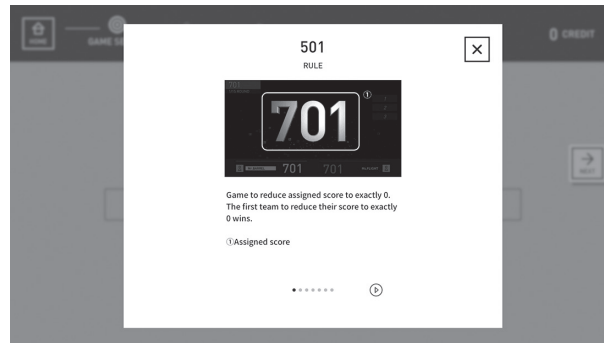 HOME
GAME SE
0 CREDIT
501
RULE
701
①
701
701
NEXT
Game to reduce assigned score to exactly 0.
The first team to reduce their score to exactly
0 wins.
①Assigned score